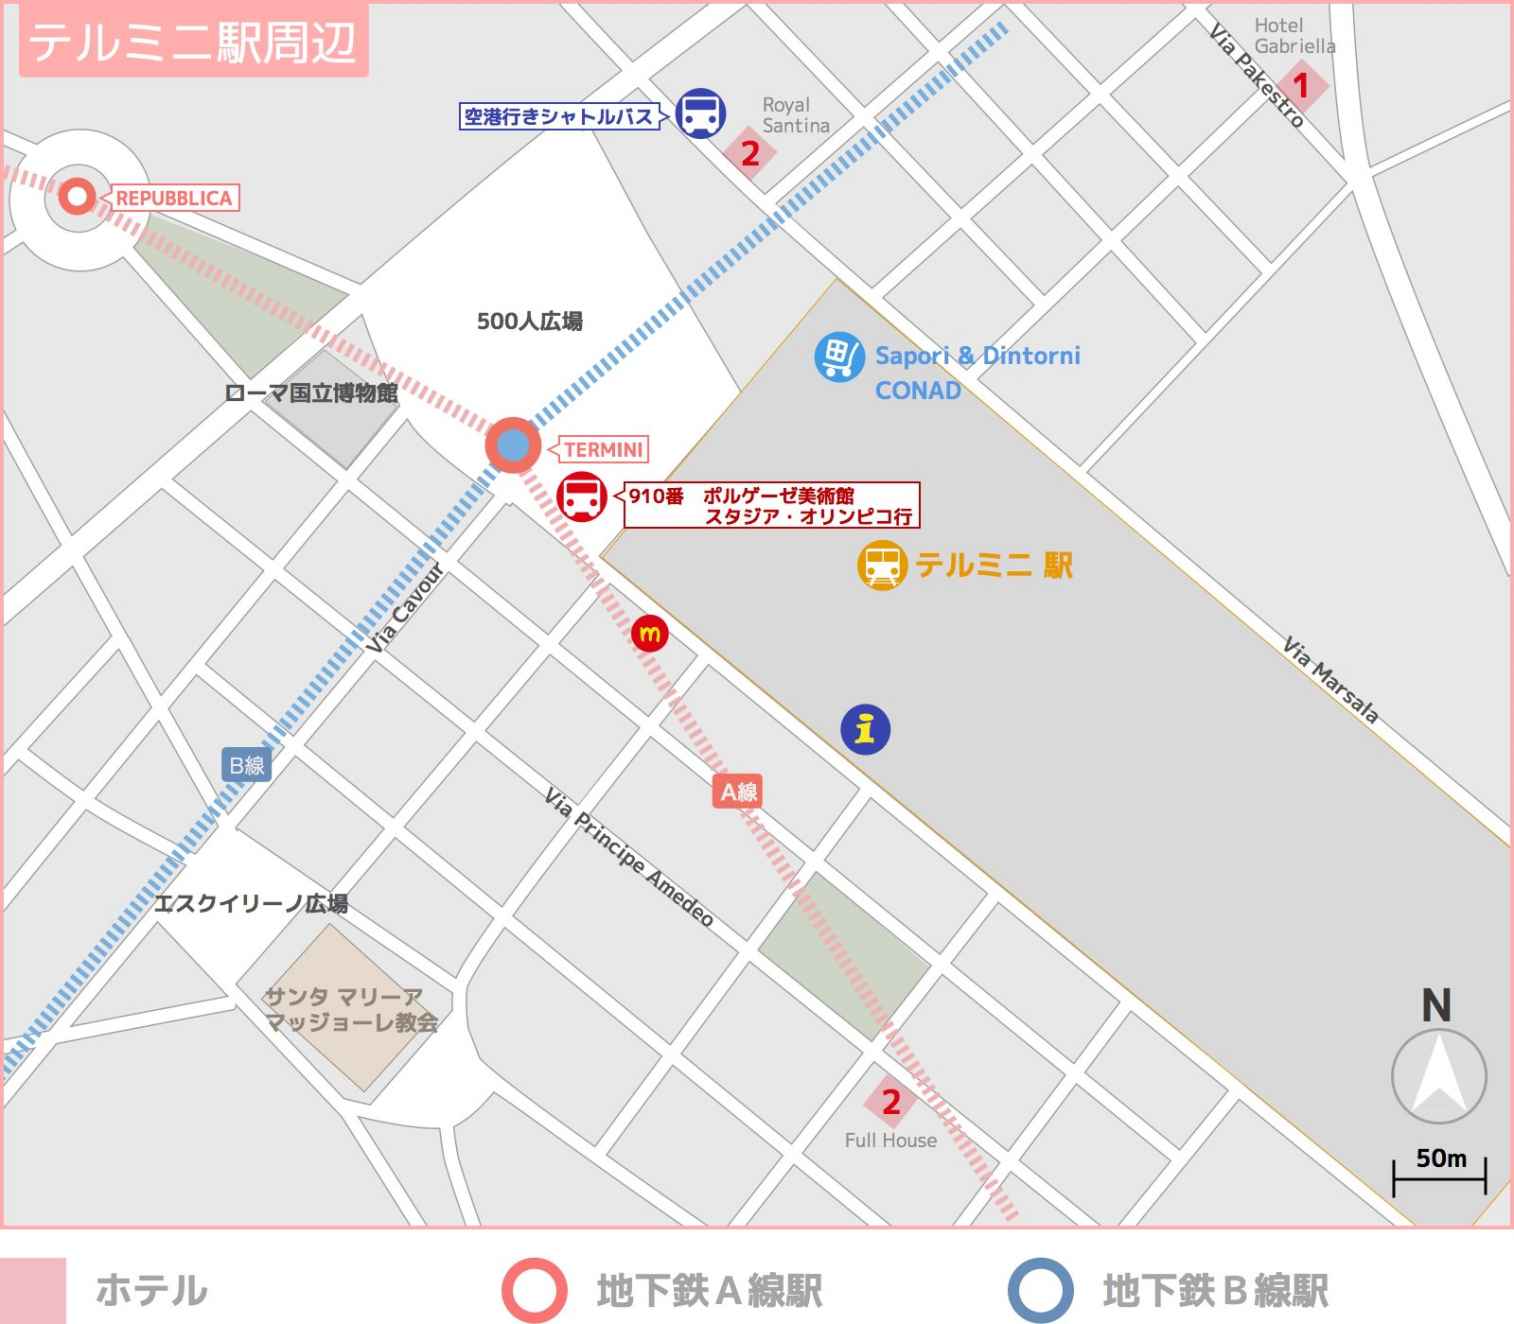 テルミニ駅周辺
Hotel
Gabriella
1
Via Pakestro
空港行きシャトルバス
Royal
Santina
2
REPUBBLICA
500人広場
Sapori & Dintorni
CONAD
ローマ国立博物館
TERMINI
910番　ポルゲーゼ美術館
スタジア・オリンピコ行
テルミニ 駅
Via Cavour
m
Via Marsala
i
B線
A線
Via Principe Amedeo
エスクイリーノ広場
サンタ マリーア
マッジョーレ教会
N
2
Full House
50m
ホテル
地下鉄Ａ線駅
地下鉄Ｂ線駅